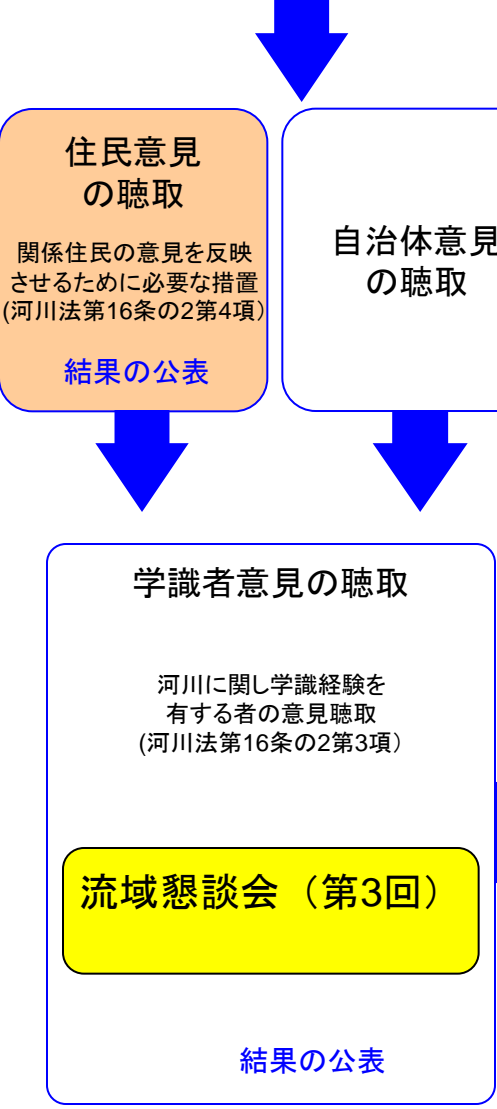 住民意見
の聴取
関係住民の意見を反映
させるために必要な措置
(河川法第16条の2第4項）
結果の公表
自治体意見
の聴取
学識者意見の聴取
河川に関し学識経験を
有する者の意見聴取
(河川法第16条の2第3項）
流域懇談会（第3回）
結果の公表